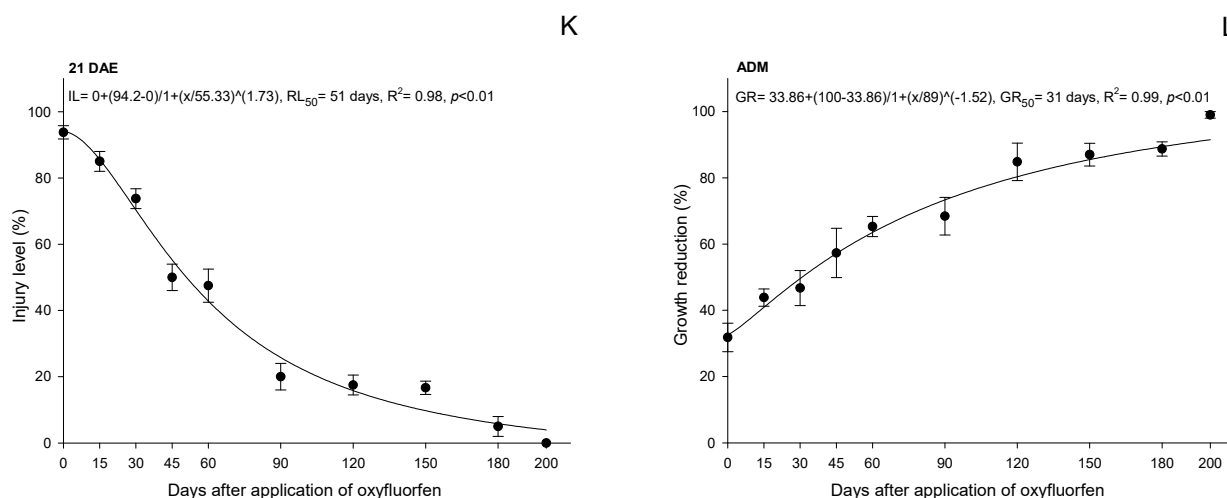 K
21 DAE
IL= 0+(94.2-0)/1+(x/55.33)^(1.73), RL50= 51 days, R2= 0.98, p<0.01
Injury level (%)
100
80
60
40
20
0
0 15 30 45 60 90 120 150 180 200
Days after application of oxyfluorfen
L
ADM
GR= 33.86+(100-33.86)/1+(x/89)^(-1.52), GR50= 31 days, R2= 0.99, p<0.01
Growth reduction (%)
100
80
60
40
20
0
0 15 30 45 60 90 120 150 180 200
Days after application of oxyfluorfen